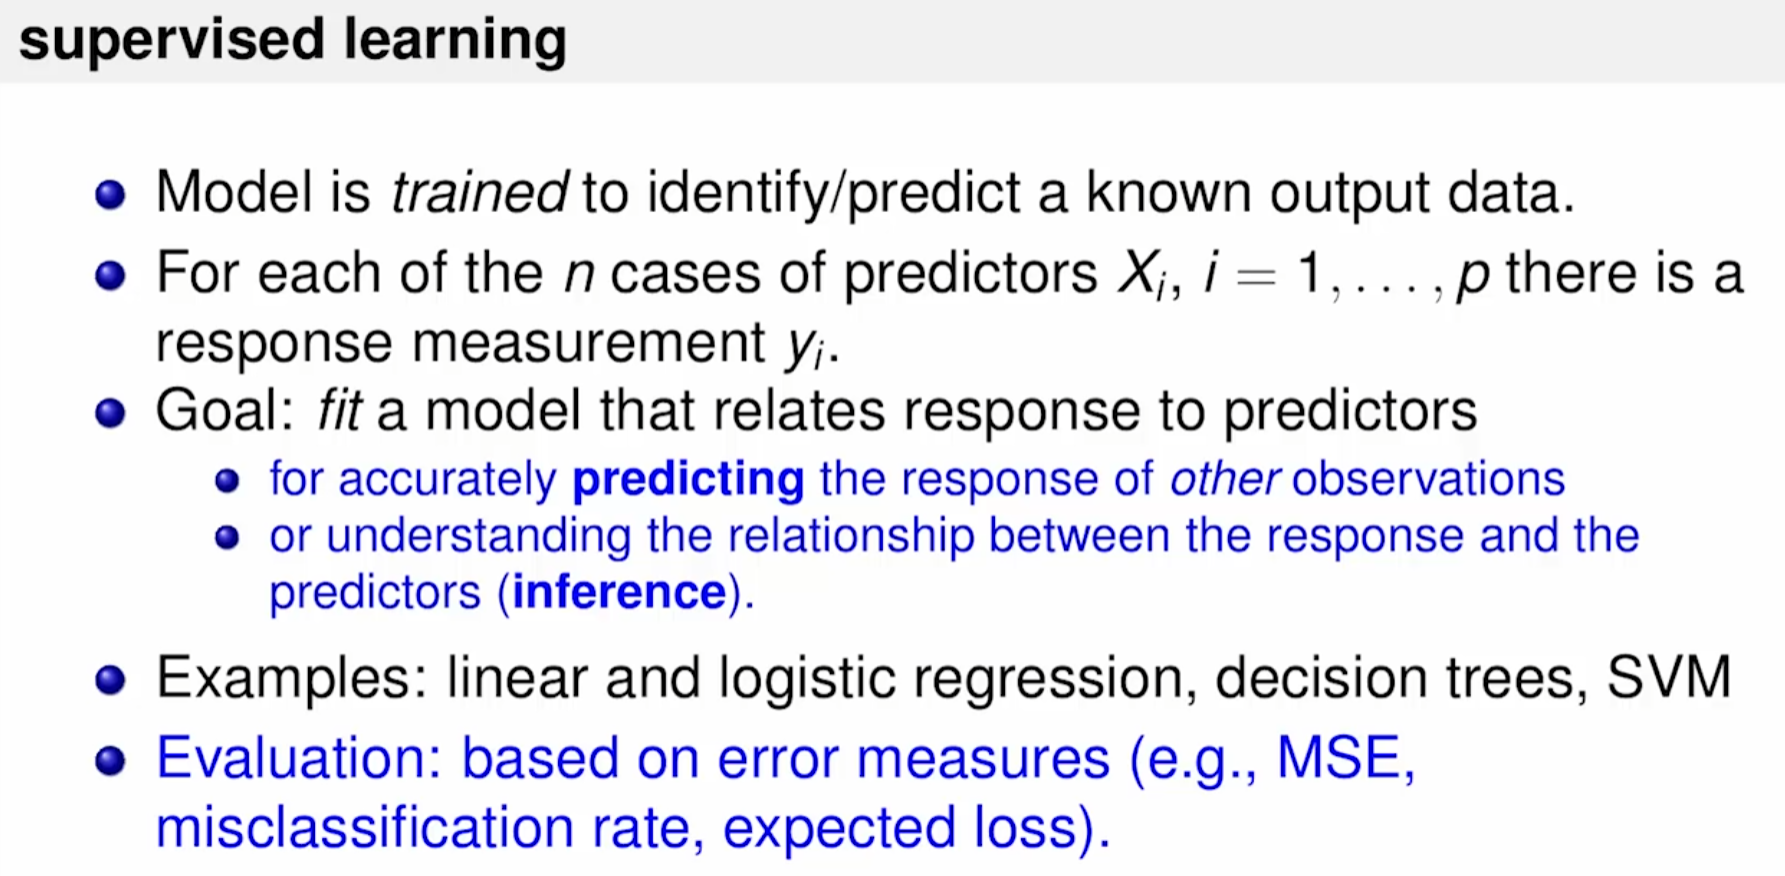 supervised learning
Model is trained to identify/predict a known output data.
For each of the n cases of predictors Xᵢ, i = 1, . . . , p there is a
response measurement yᵢ.
Goal: fit a model that relates response to predictors
for accurately predicting the response of other observations
or understanding the relationship between the response and the
predictors (inference).
Examples: linear and logistic regression, decision trees, SVM
Evaluation: based on error measures (e.g., MSE,
misclassification rate, expected loss).